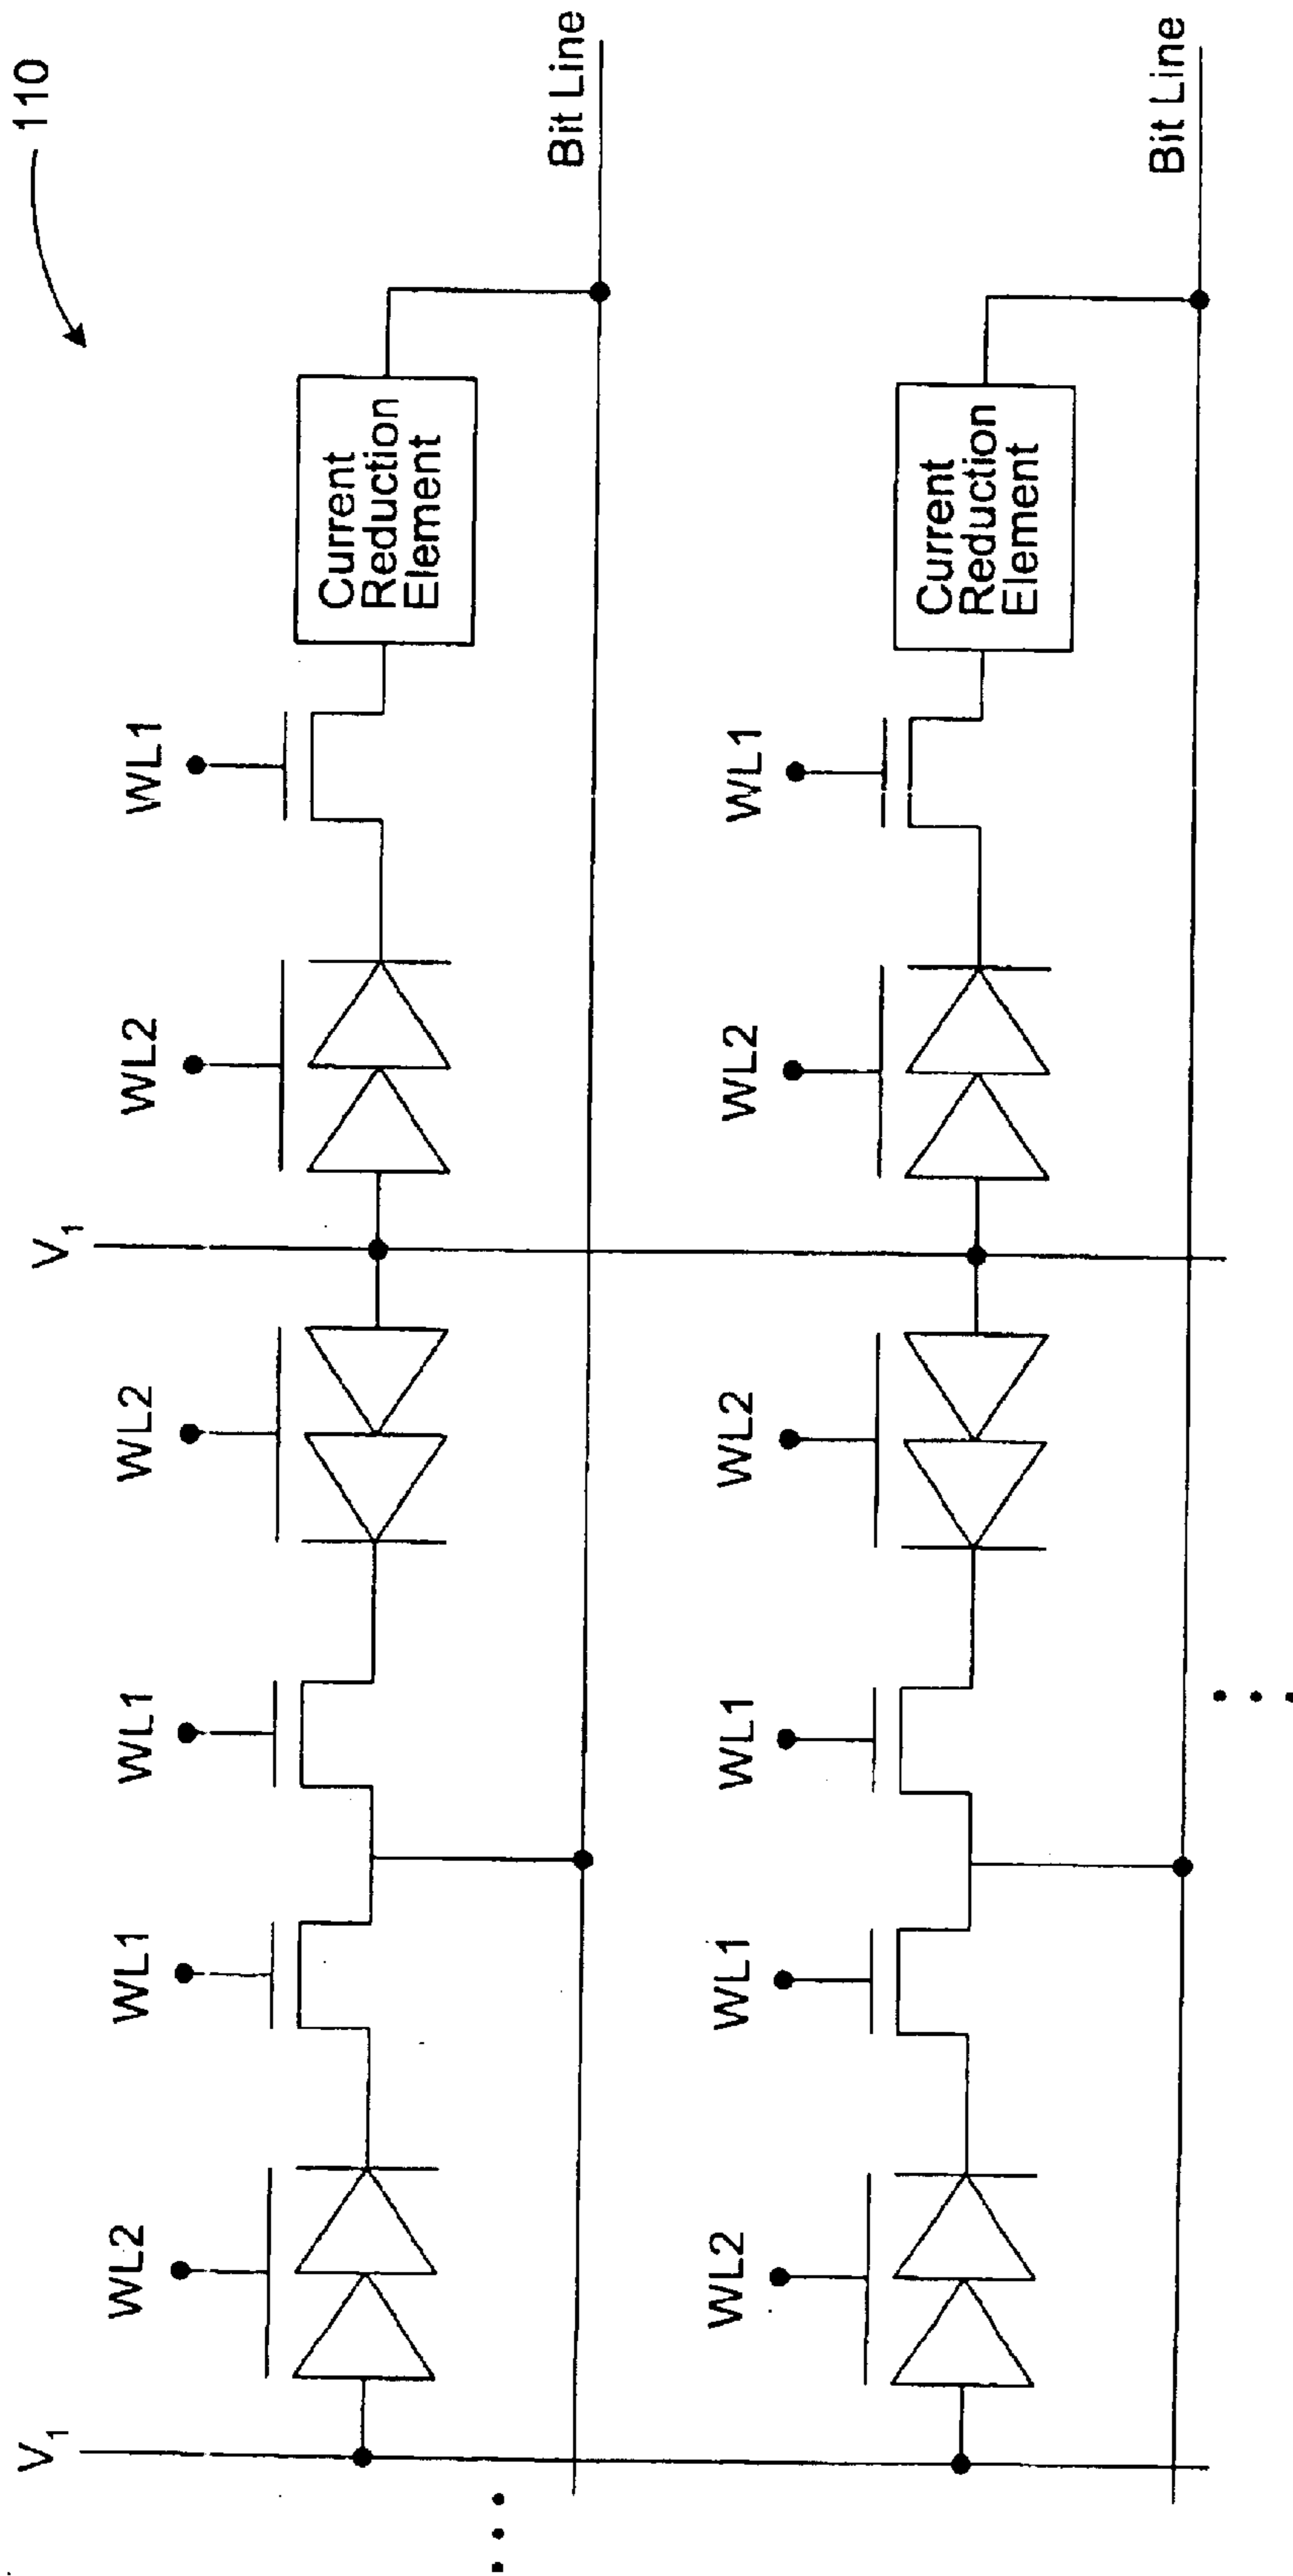 110
V1
WL2
WL1
WL1
WL2
V1
WL2
WL1
Current
Reduction
Element
Bit Line
WL2
WL1
WL1
WL2
WL2
WL1
Current
Reduction
Element
Bit Line